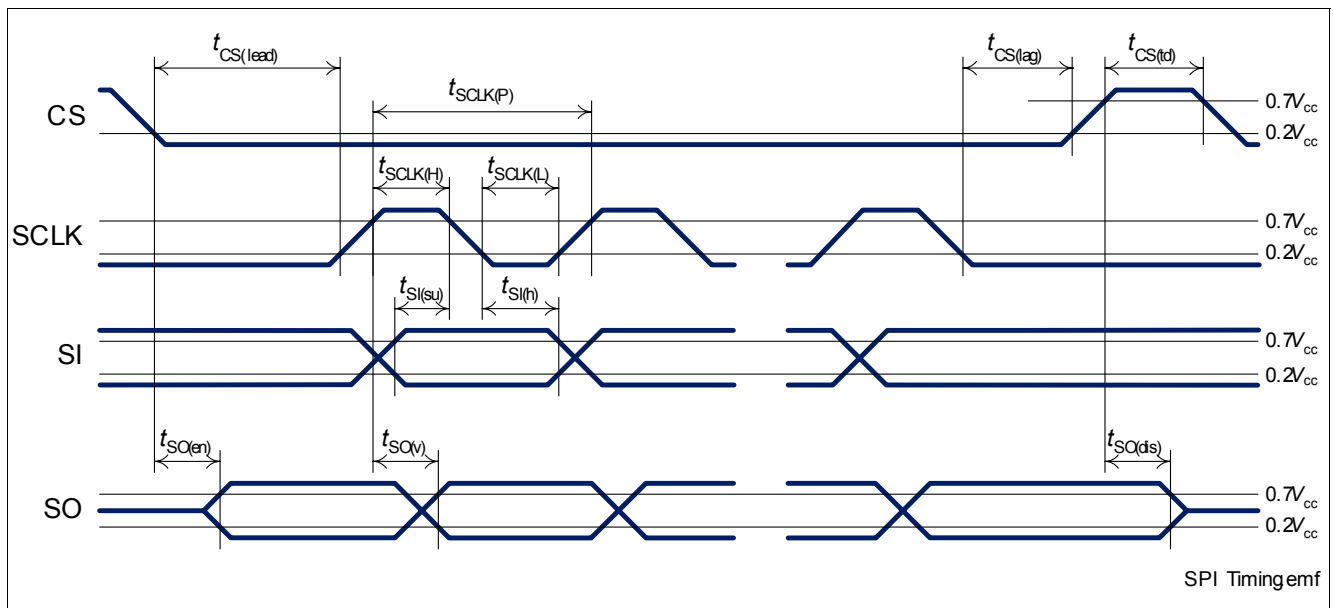 tCS(lead)
tCS(lag)
tCS(td)
tSCLK(P)
CS
0.7Vcc
0.2Vcc
tSCLK(H)
tSCLK(L)
SCLK
0.7Vcc
0.2Vcc
tSI(su)
tSI(h)
SI
0.7Vcc
0.2Vcc
tSO(en)
tSO(v)
tSO(dis)
SO
0.7Vcc
0.2Vcc
SPI Timing emf